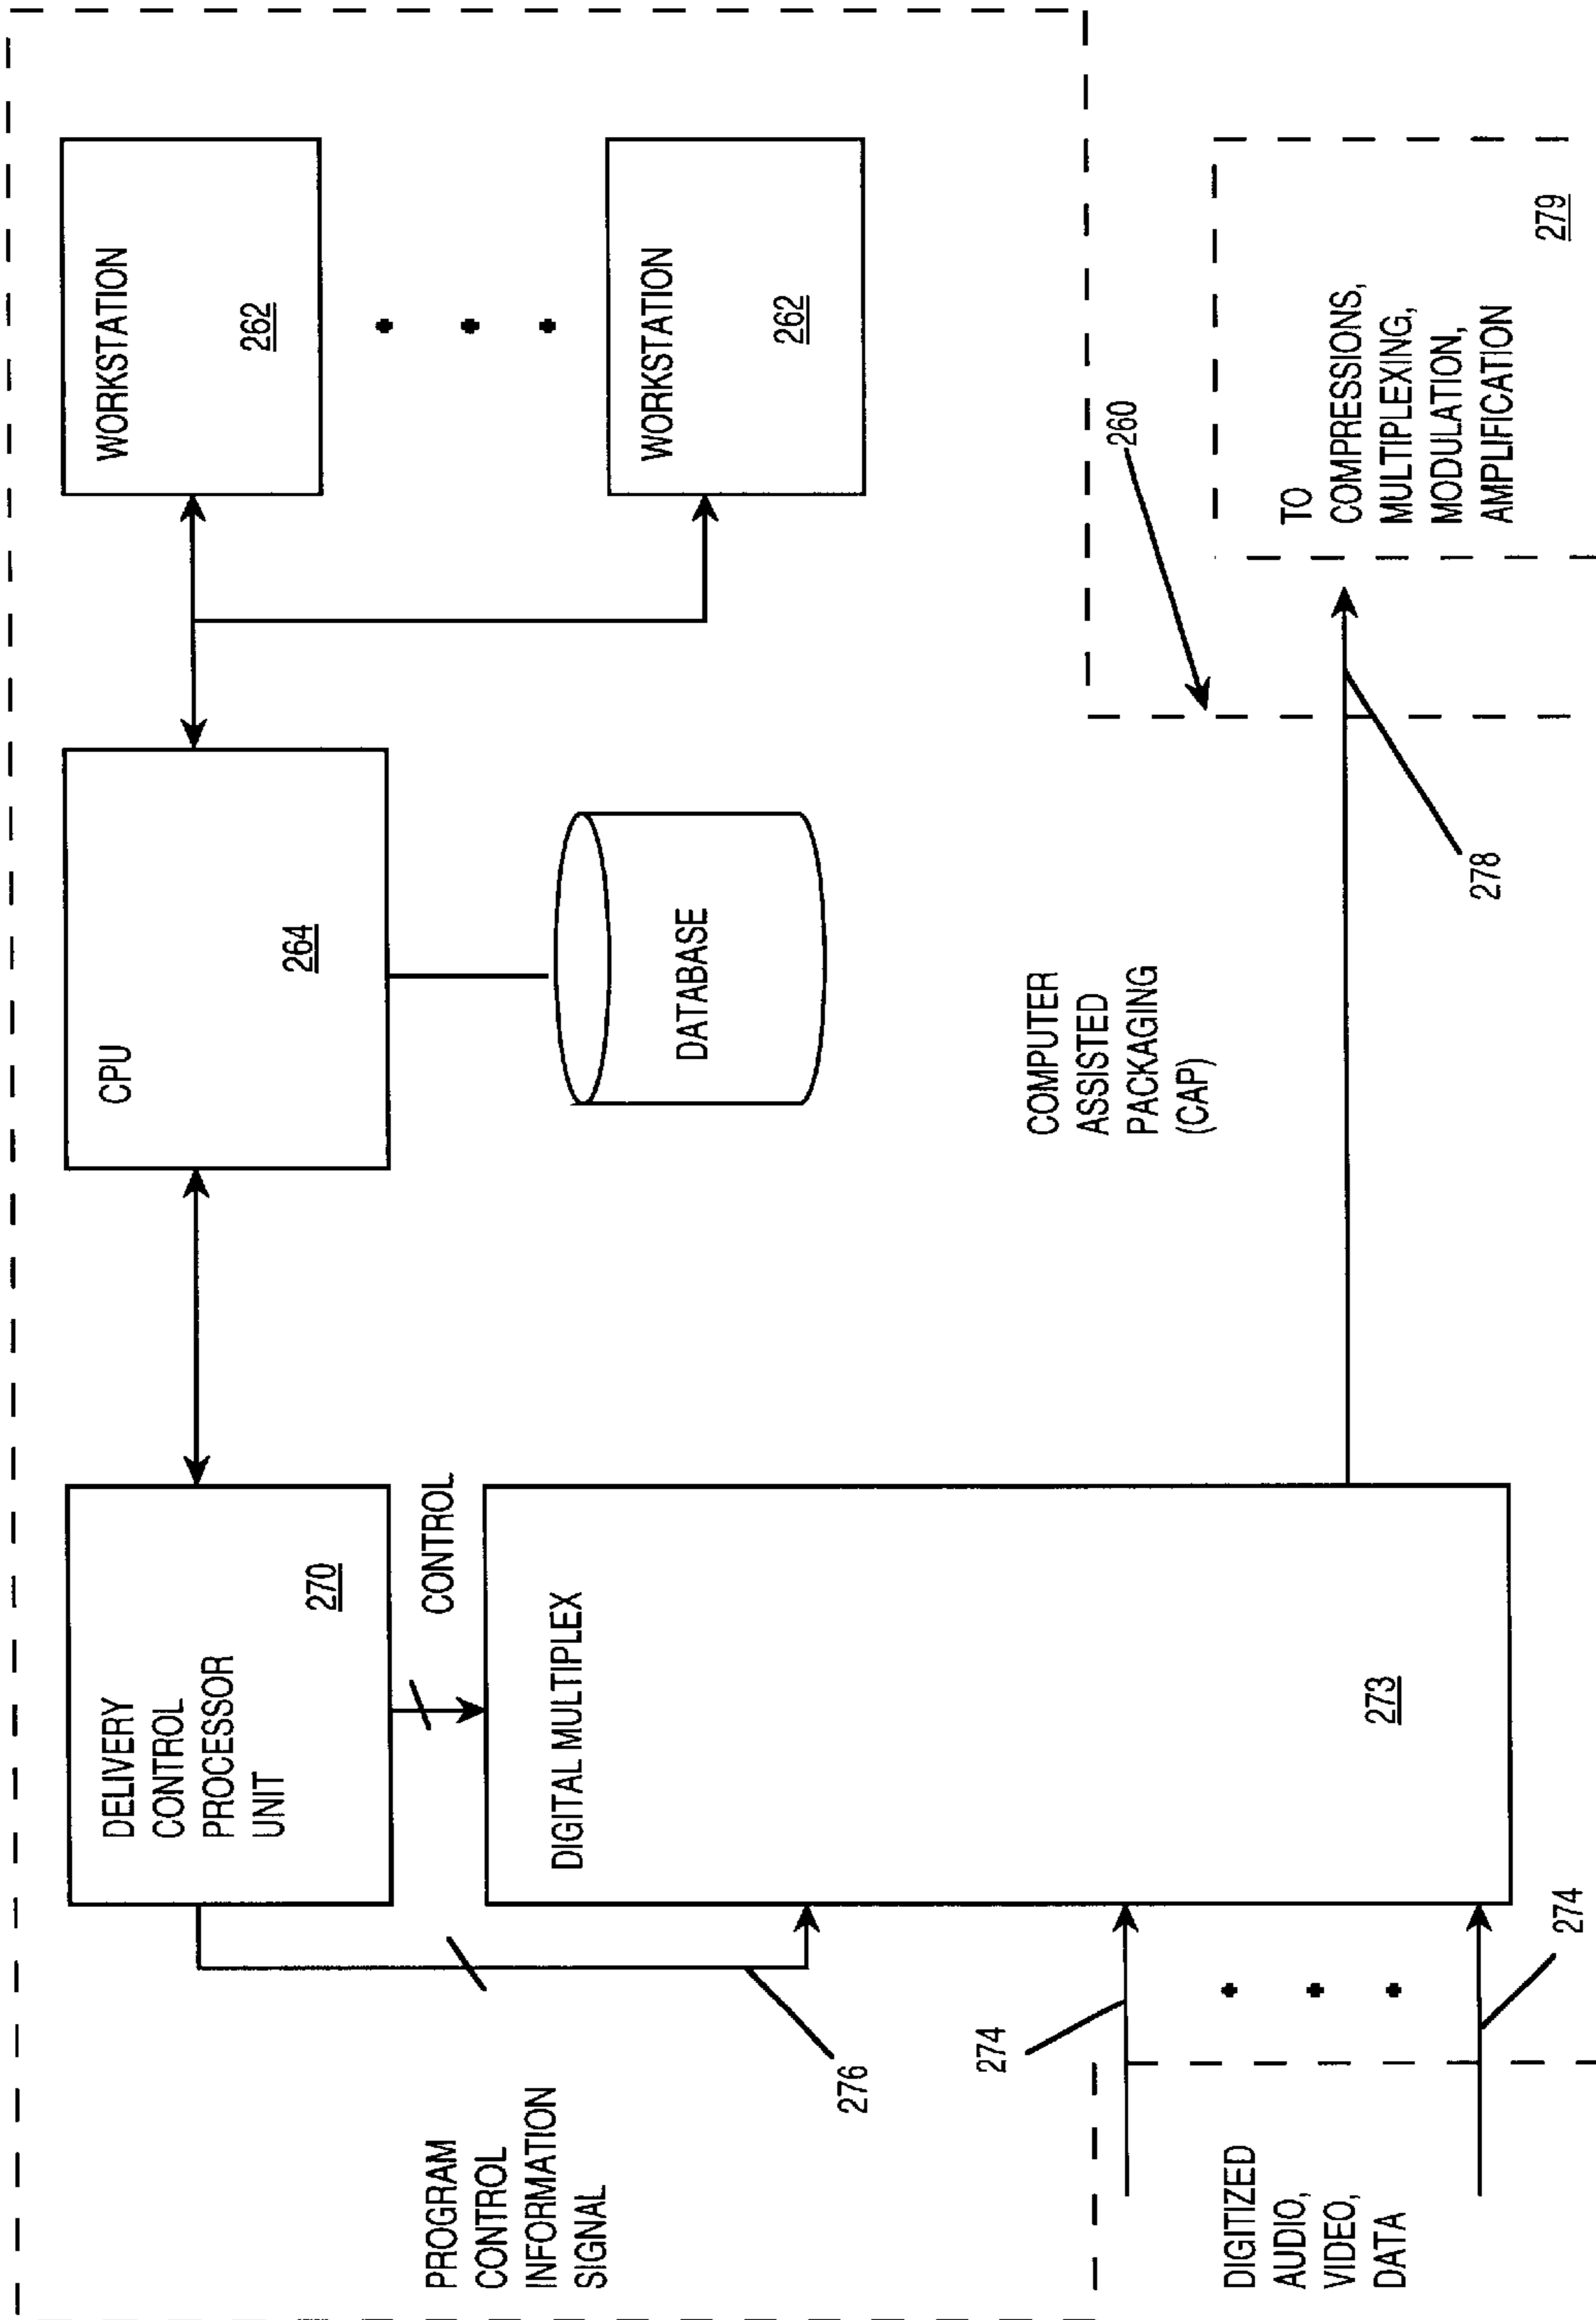 PROGRAM
CONTROL
INFORMATION
SIGNAL
276
DELIVERY
CONTROL
PROCESSOR
UNIT
270
CONTROL
CPU
264
DATABASE
WORKSTATION
262
WORKSTATION
262
DIGITAL MULTIPLEX
273
COMPUTER
ASSISTED
PACKAGING
(CAP)
260
274
DIGITIZED
AUDIO,
VIDEO,
DATA
274
278
TO
COMPRESSIONS,
MULTIPLEXING,
MODULATION,
AMPLIFICATION
279